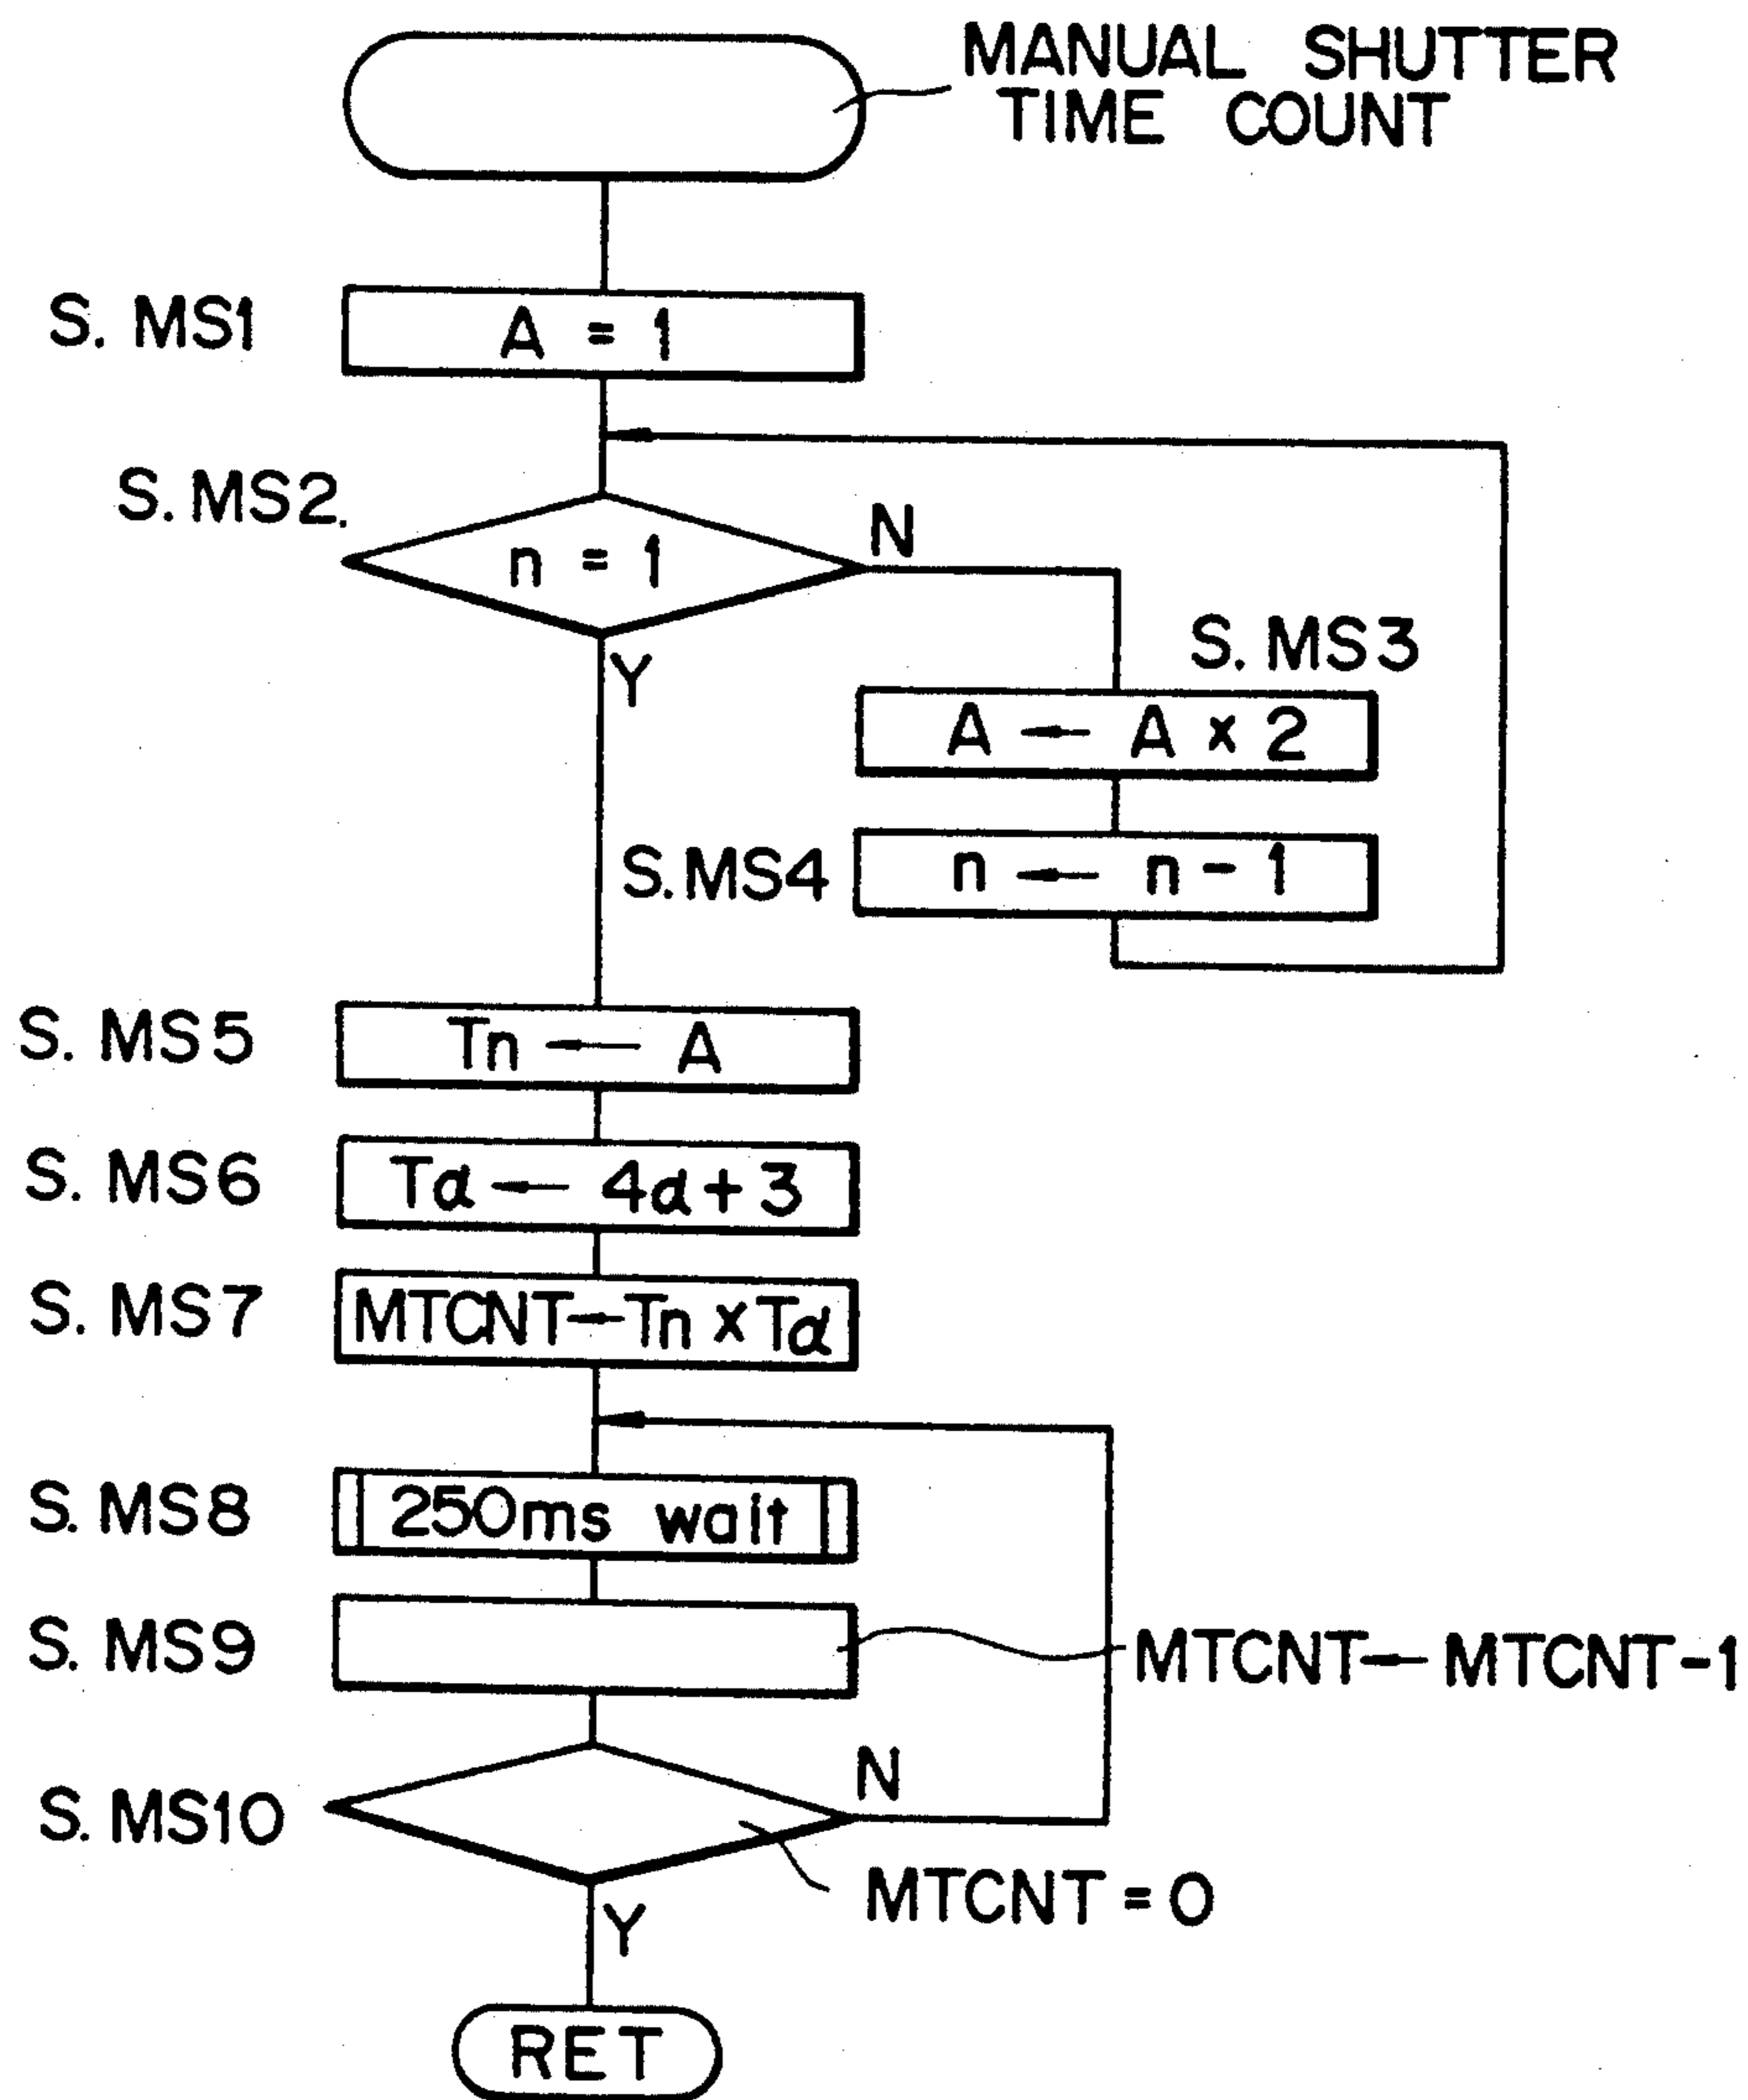 MANUAL SHUTTER
TIME COUNT
S. MS1
A = 1
S. MS2.
n = 1
N
Y
S. MS3
A ← A × 2
S. MS4
n ← n - 1
S. MS5
Tn ← A
S. MS6
Tα ← 4α + 3
S. MS7
MTCNT ← Tn × Tα
S. MS8
250ms wait
S. MS9
MTCNT ← MTCNT - 1
S. MS10
N
MTCNT = 0
Y
RET